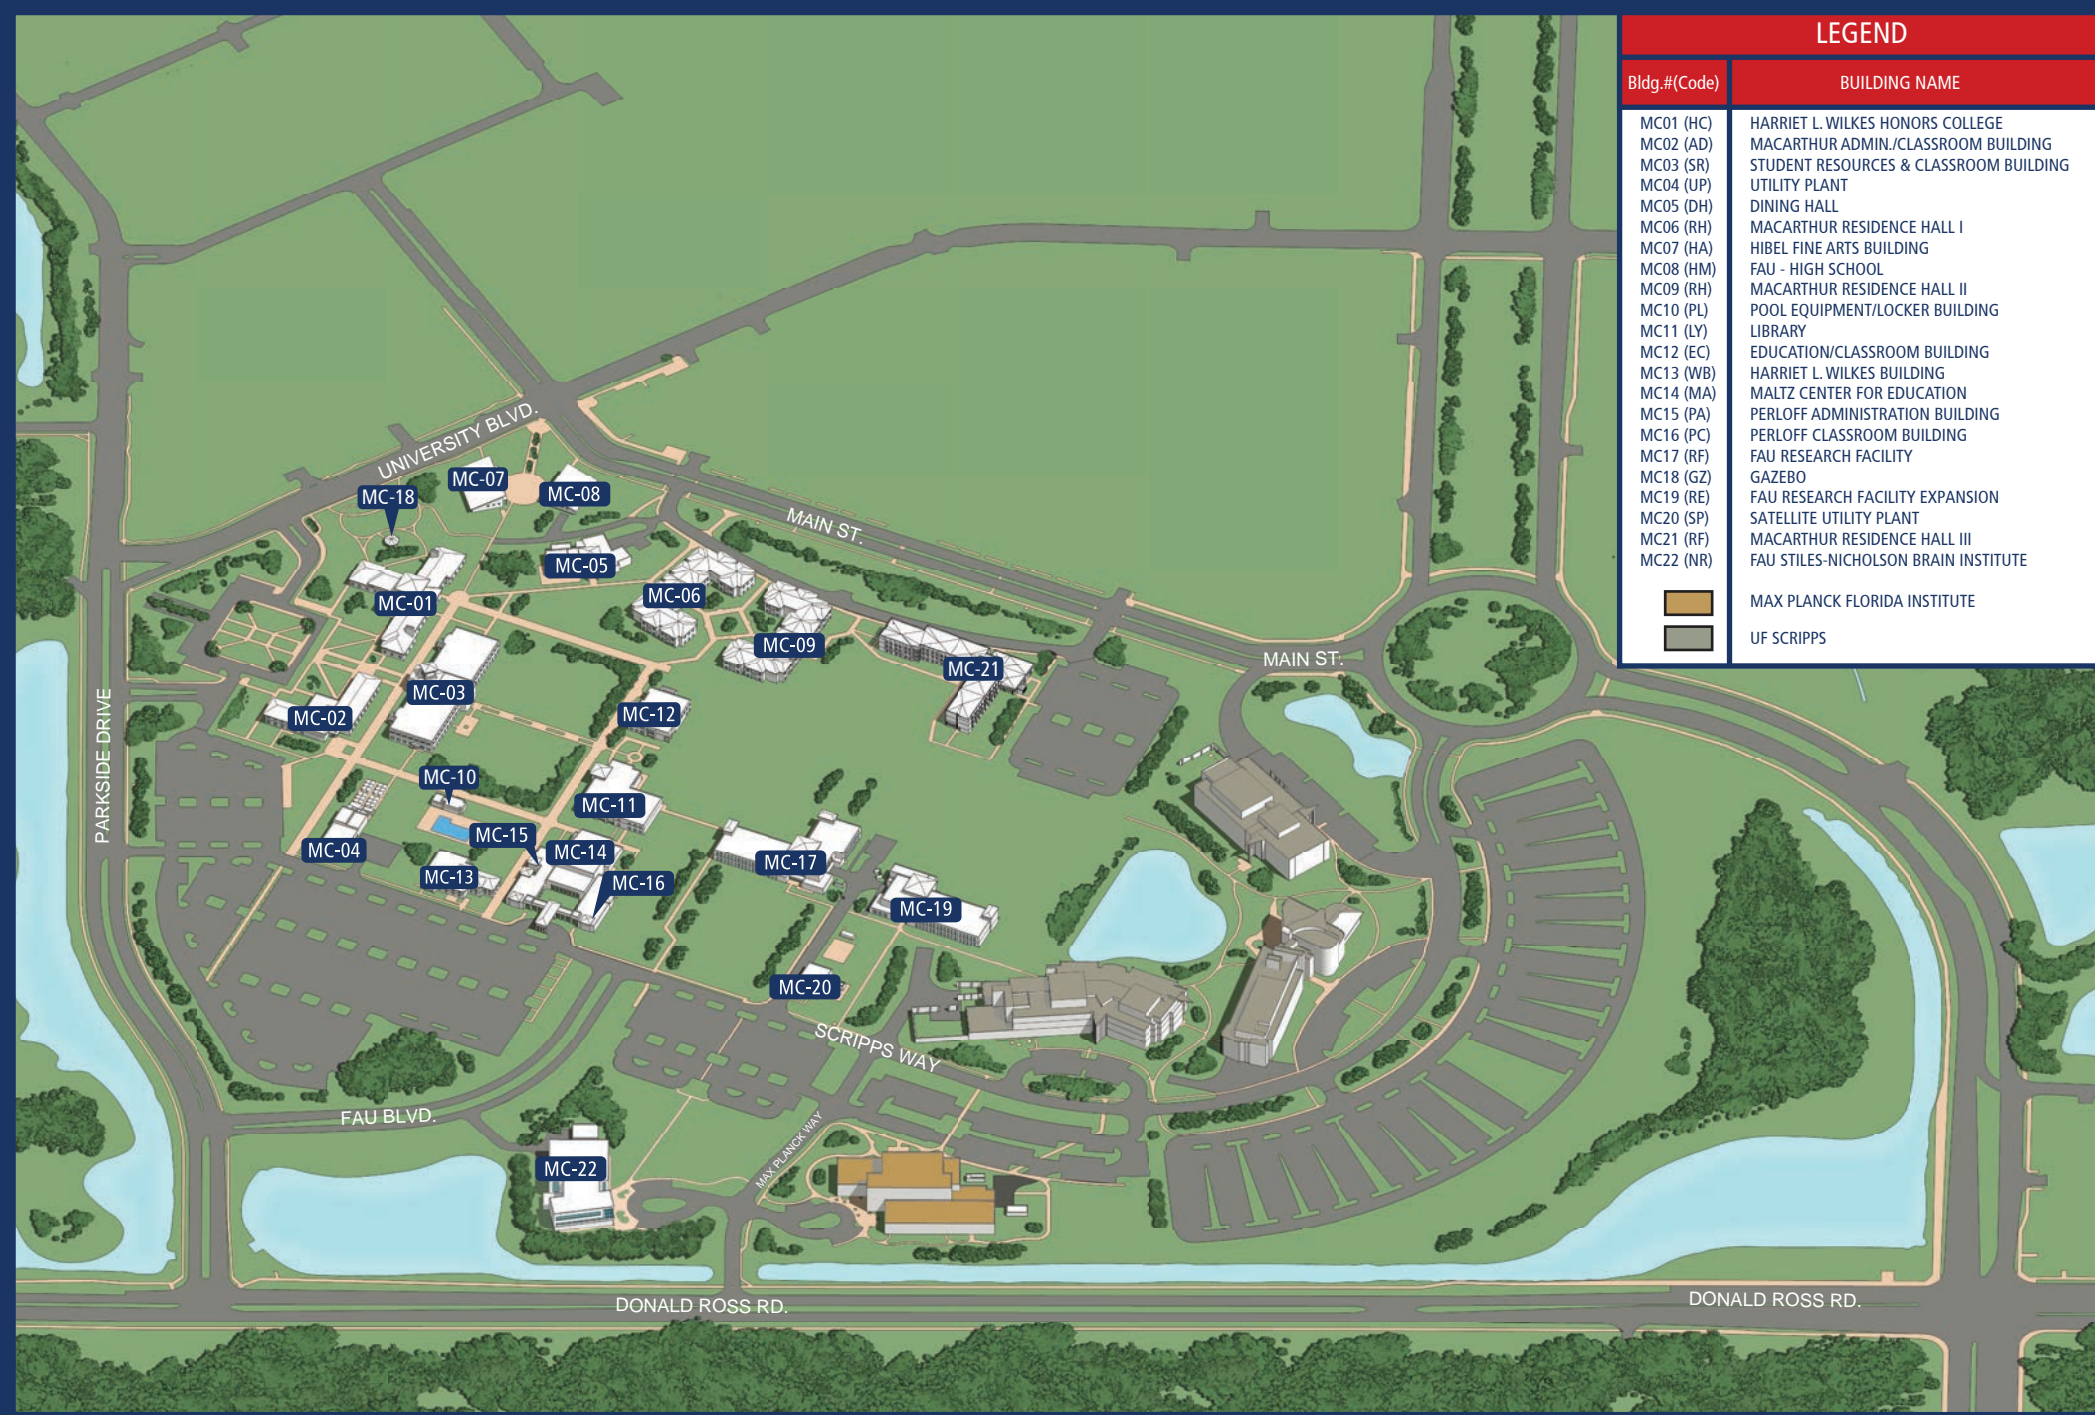 LEGEND
Bldg.#(Code) BUILDING NAME
MC01 (HC) HARRIET L. WILKES HONORS COLLEGE
MC02 (AD) MACARTHUR ADMIN./CLASSROOM BUILDING
MC03 (SR) STUDENT RESOURCES & CLASSROOM BUILDING
MC04 (UP) UTILITY PLANT
MC05 (DH) DINING HALL
MC06 (RH) MACARTHUR RESIDENCE HALL I
MC07 (HA) HIBEL FINE ARTS BUILDING
MC08 (HM) FAU - HIGH SCHOOL
MC09 (RH) MACARTHUR RESIDENCE HALL II
MC10 (PL) POOL EQUIPMENT/LOCKER BUILDING
MC11 (LY) LIBRARY
MC12 (EC) EDUCATION/CLASSROOM BUILDING
MC13 (WB) HARRIET L. WILKES BUILDING
MC14 (MA) MALTZ CENTER FOR EDUCATION
MC15 (PA) PERLOFF ADMINISTRATION BUILDING
MC16 (PC) PERLOFF CLASSROOM BUILDING
MC17 (RF) FAU RESEARCH FACILITY
MC18 (GZ) GAZEBO
MC19 (RE) FAU RESEARCH FACILITY EXPANSION
MC20 (SP) SATELLITE UTILITY PLANT
MC21 (RF) MACARTHUR RESIDENCE HALL III
MC22 (NR) FAU STILES-NICHOLSON BRAIN INSTITUTE
MAX PLANCK FLORIDA INSTITUTE
UF SCRIPPS
UNIVERSITY BLVD.
MC-07
MC-08
MC-18
MAIN ST.
MC-05
MC-06
MC-01
MC-09
MAIN ST.
MC-21
MC-03
MC-02
MC-12
PARKSIDE DRIVE
MC-10
MC-11
MC-15
MC-04
MC-14
MC-17
MC-13
MC-16
MC-19
MC-20
SCRIPPS WAY
FAU BLVD.
MAX PLANCK WAY
MC-22
DONALD ROSS RD.
DONALD ROSS RD.